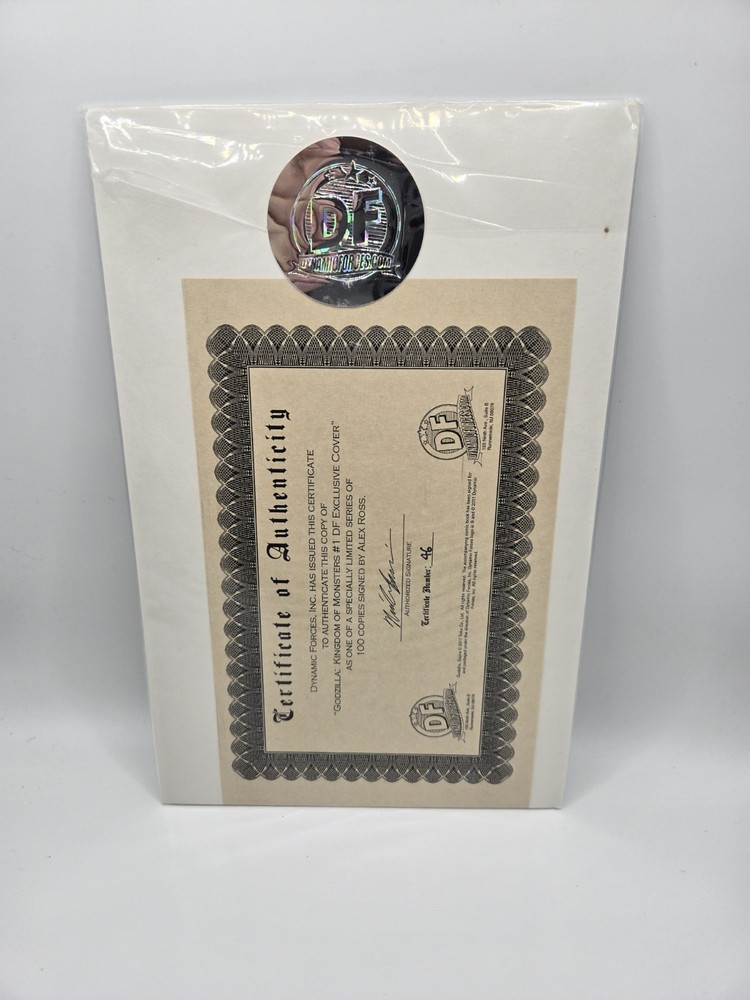 DF
DYNAMICFORCES.COM
Certificate of Authenticity
DYNAMIC FORCES, INC. HAS ISSUED THIS CERTIFICATE
TO AUTHENTICATE THIS COPY OF
"GODZILLA: KINGDOM OF MONSTERS #1 DF EXCLUSIVE COVER"
AS ONE OF A SPECIALLY LIMITED SERIES OF
100 COPIES SIGNED BY ALEX ROSS.
AUTHORIZED SIGNATURE
Certificate Number: 46
DF
DF